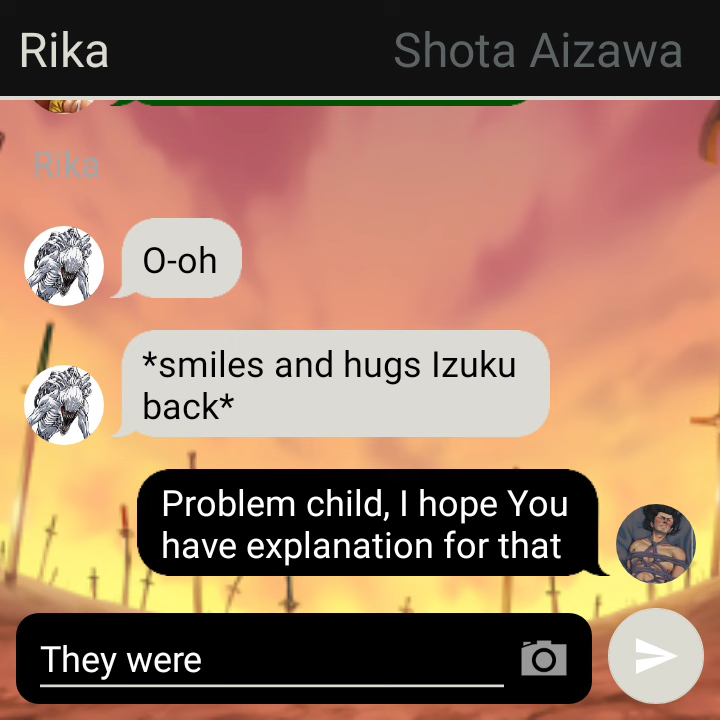 Rika
Shota Aizawa
Rika
O-oh
*smiles and hugs Izuku
back*
Problem child, I hope You
have explanation for that
They were